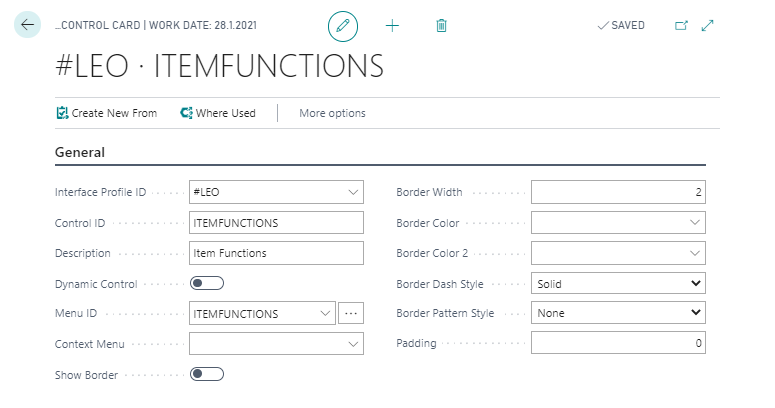 ...CONTROL CARD | WORK DATE: 28.1.2021
SAVED
#LEO · ITEMFUNCTIONS
Create New From
Where Used
More options
General
Interface Profile ID
#LEO
Control ID
ITEMFUNCTIONS
Description
Item Functions
Dynamic Control
Menu ID
ITEMFUNCTIONS
...
Context Menu
Show Border
Border Width
2
Border Color
Border Color 2
Border Dash Style
Solid
Border Pattern Style
None
Padding
0